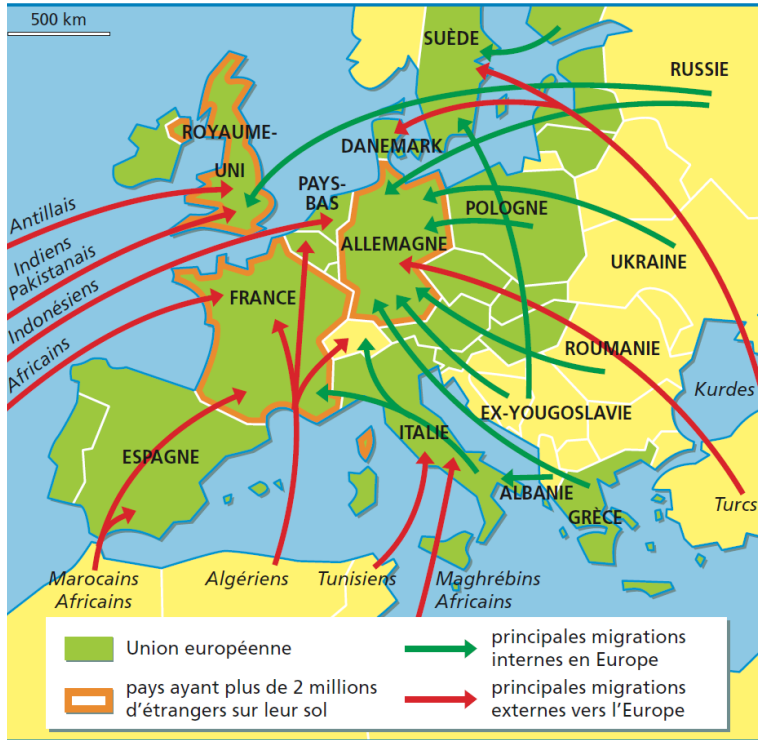 500 km
SUÈDE
RUSSIE
ROYAUME-
UNI
DANEMARK
PAYS-
BAS
POLOGNE
ALLEMAGNE
UKRAINE
Antillais
Indiens
Pakistanais
Indonésiens
Africains
FRANCE
ROUMANIE
Kurdes
EX-YOUGOSLAVIE
ITALIE
ESPAGNE
ALBANIE
GRÈCE
Turcs
Marocains
Africains
Algériens
Tunisiens
Maghrébins
Africains
Union européenne
pays ayant plus de 2 millions
d'étrangers sur leur sol
principales migrations
internes en Europe
principales migrations
externes vers l'Europe